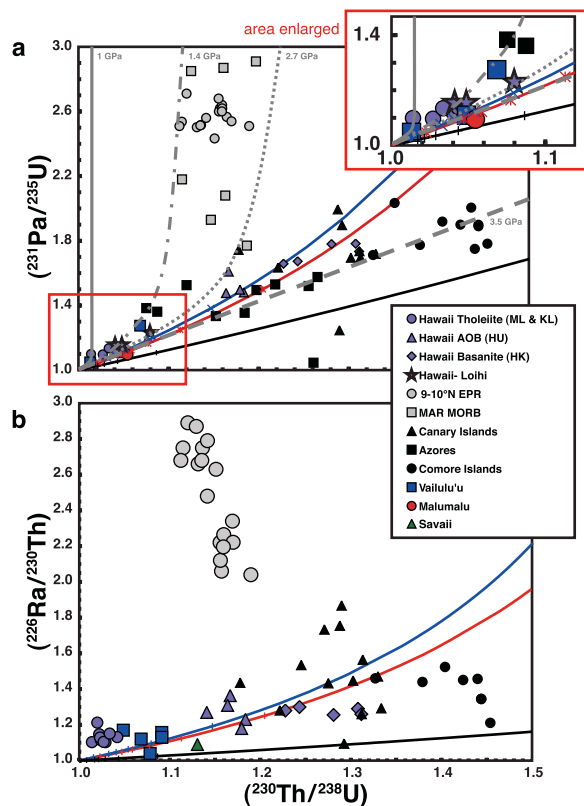 area enlarged
a
3.0
2.6
2.2
1.8
1.4
1.0
(²³¹Pa/²³⁵U)
1 GPa
1.4 GPa
2.7 GPa
3.5 GPa
1.4
1.0
1.0
1.1
Hawaii Tholeiite (ML & KL)
Hawaii AOB (HU)
Hawaii Basanite (HK)
Hawaii- Loihi
9-10°N EPR
MAR MORB
Canary Islands
Azores
Comore Islands
Vailulu'u
Malumalu
Savaii
b
3.0
2.8
2.6
2.4
2.2
2.0
1.8
1.6
1.4
1.2
1.0
(²²⁶Ra/²³⁰Th)
1.0
1.1
1.2
1.3
1.4
1.5
(²³⁰Th/²³⁸U)